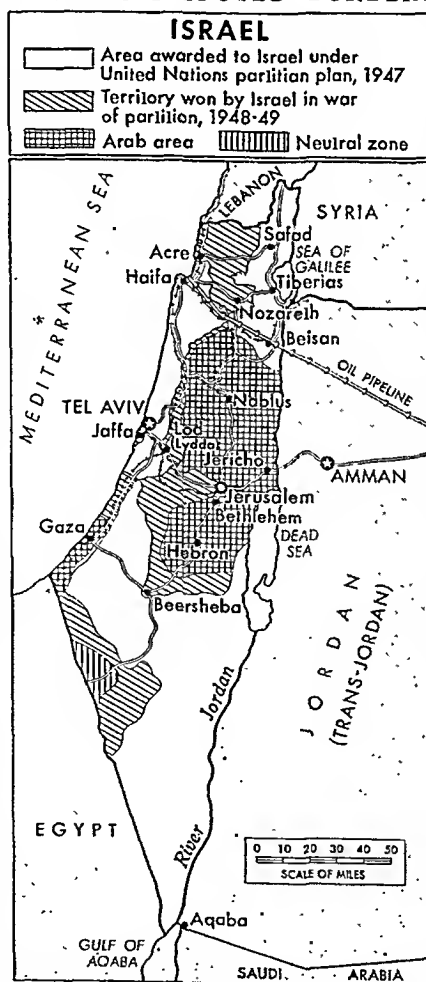 ISRAEL
Area awarded to Israel under
United Nations partition plan, 1947
Territory won by Israel in war
of partition, 1948-49
Arab area
Neutral zone
MEDITERRANEAN SEA
LEBANON
SYRIA
Safad
SEA OF
GALILEE
Acre
Haifa
Tiberias
Nozareth
Beisan
OIL PIPELINE
Nablus
TEL AVIV
Jaffa
Lod
(Lydda)
Jericho
AMMAN
Jerusalem
Bethlehem
DEAD
SEA
Gaza
Hebron
Beersheba
JORDAN
(TRANS-JORDAN)
Jordan
River
EGYPT
0 10 20 30 40 50
SCALE OF MILES
Aqaba
GULF OF
AQABA
SAUDI ARABIA